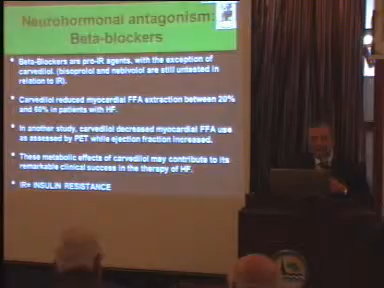 Neurohormonal antagonism:
Beta-blockers
• Beta-Blockers are pro-IR agents, with the exception of
carvedilol. (bisoprolol and nebivolol are still untested in
relation to IR).
• Carvedilol reduced myocardial FFA extraction between 20%
and 60% in patients with HF.
• In another study, carvedilol decreased myocardial FFA use
as assessed by PET while ejection fraction increased.
• These metabolic effects of carvedilol may contribute to its
remarkable clinical success in the therapy of HF.
• IR= INSULIN RESISTANCE